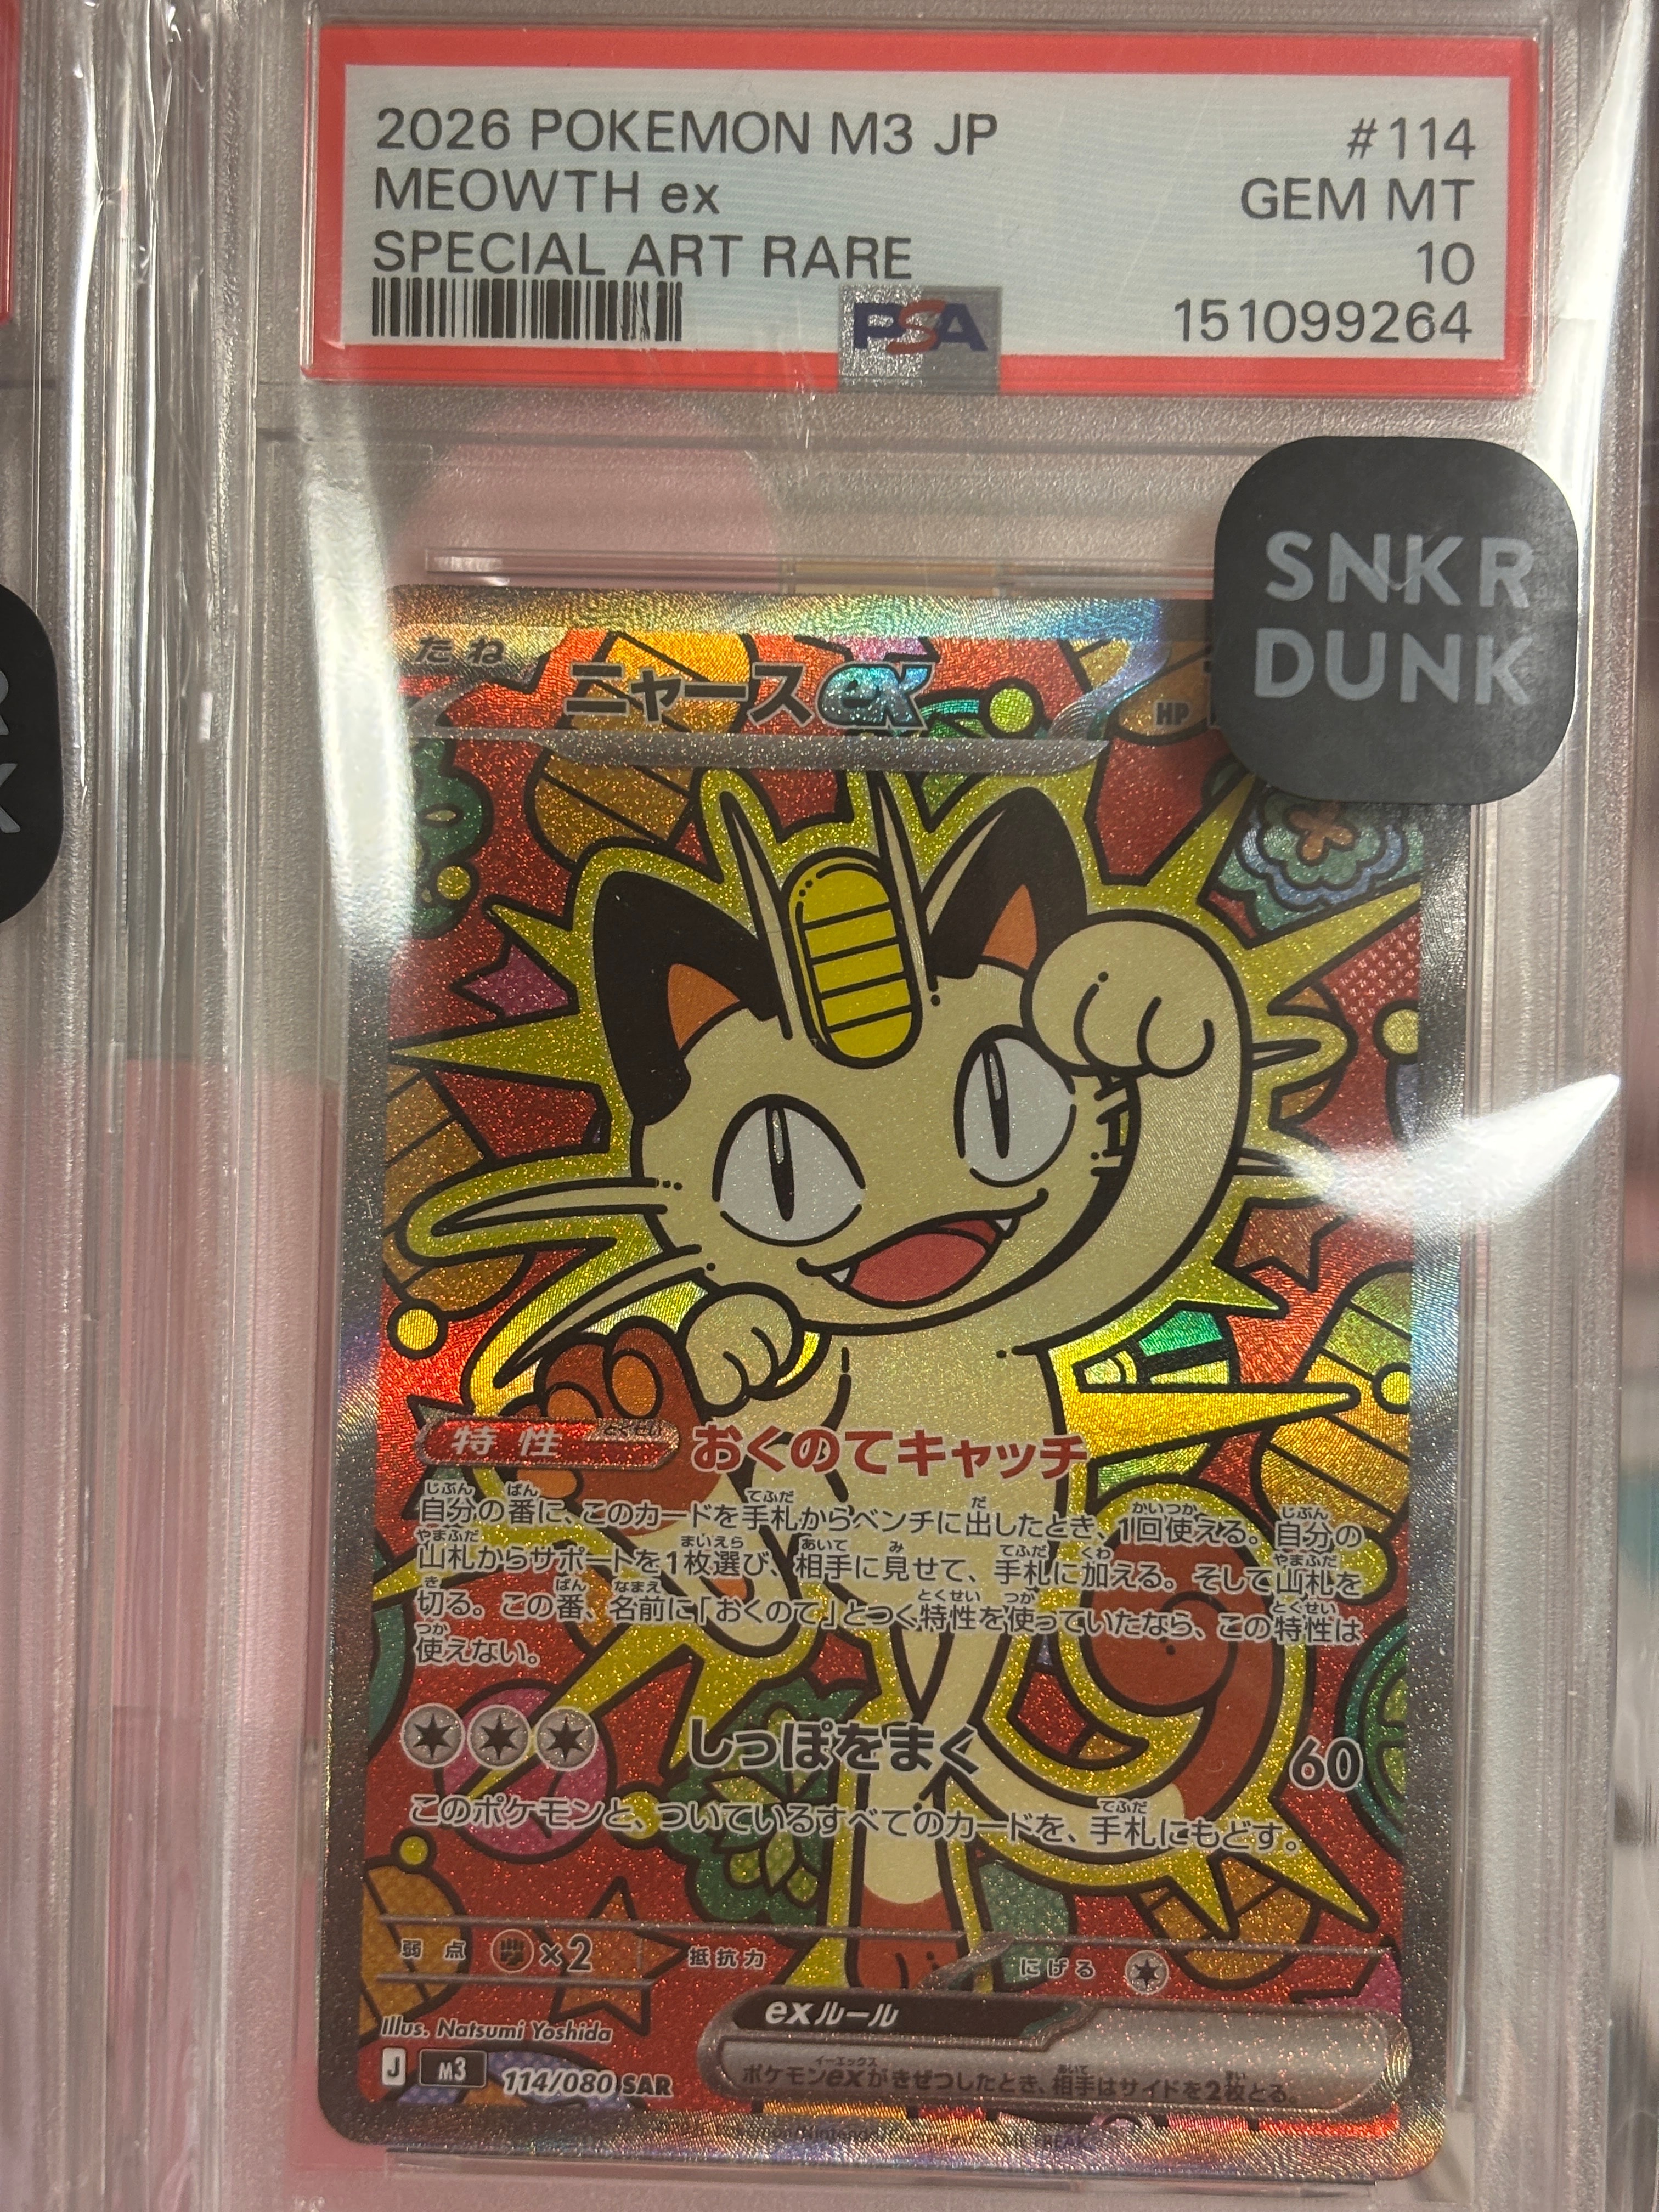 2026 POKEMON M3 JP #114
MEOWTH ex GEM MT
SPECIAL ART RARE 10
PSA 151099264
SNKR
DUNK
たね ニャースex HP
特性 とくせい おくのてキャッチ
自分の番に、このカードを手札からベンチに出したとき、1回使える。自分の
山札からサポートを1枚選び、相手に見せて、手札に加える。そして山札を
切る。この番、名前に「おくのて」とつく特性を使っていたなら、この特性は
使えない。
しっぽをまく 60
このポケモンと、ついているすべてのカードを、手札にもどす。
弱点 ×2 抵抗力 にげる
Illus. Natsumi Yoshida
J M3 114/080 SAR
exルール
ポケモンexがきぜつしたとき、相手はサイドを2枚とる。